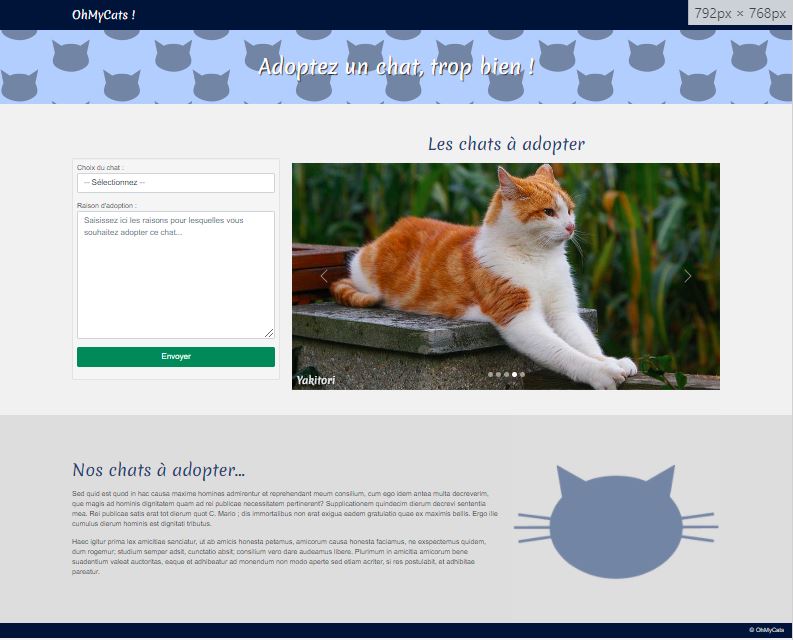 OhMyCats !
792px × 768px
Adoptez un chat, trop bien !
Les chats à adopter
Choix du chat :
-- Sélectionnez --
Raison d'adoption :
Saisissez ici les raisons pour lesquelles vous
souhaitez adopter ce chat...
Envoyer
Yakitori
Nos chats à adopter...
Sed quid est quod in hac causa maxime homines admirentur et reprehendant meum consilium, cum ego idem antea multa decreverim,
que magis ad hominis dignitatem quam ad rei publicae necessitatem pertinerent? Supplicationem quindecim dierum decrevi sententia
mea. Rei publicae satis erat tot dierum quot C. Mario ; dis immortalibus non erat exigua eadem gratulatio quae ex maximis bellis. Ergo ille
cumulus dierum hominis est dignitati tributus.
Haec igitur prima lex amicitiae sanciatur, ut ab amicis honesta petamus, amicorum causa honesta faciamus, ne exspectemus quidem,
dum rogemur; studium semper adsit, cunctatio absit; consilium vero dare audeamus libere. Plurimum in amicitia amicorum bene
suadentium valeat auctoritas, eaque et adhibeatur ad monendum non modo aperte sed etiam acriter, si res postulabit, et adhibitae
pareatur.
© OhMyCats